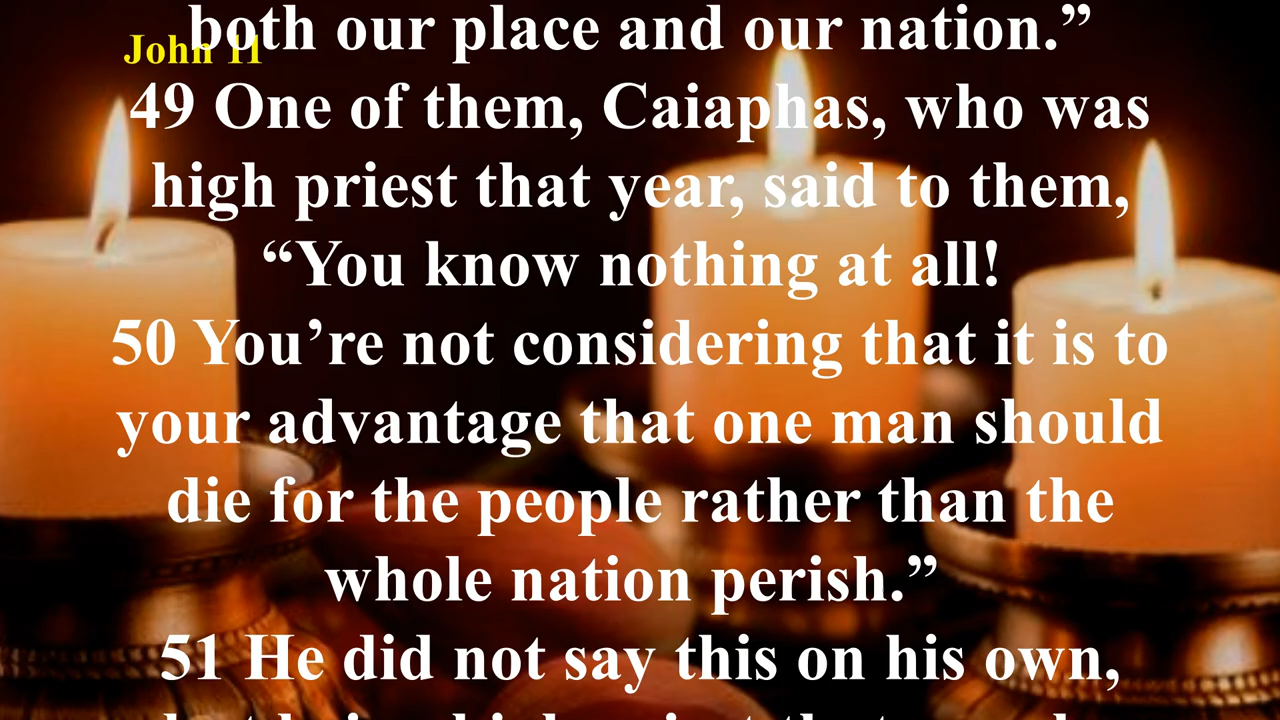 both our place and our nation.”
John 11
49 One of them, Caiaphas, who was
high priest that year, said to them,
“You know nothing at all!
50 You’re not considering that it is to
your advantage that one man should
die for the people rather than the
whole nation perish.”
51 He did not say this on his own,